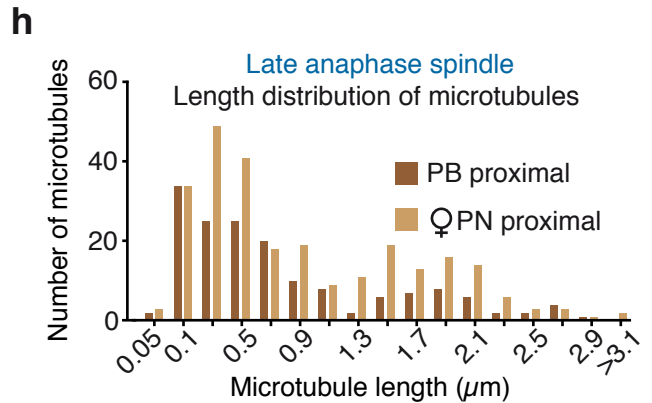 h
Late anaphase spindle
Length distribution of microtubules
Number of microtubules
60
40
20
0
PB proximal
♀PN proximal
0.05 0.1 0.5 0.9 1.3 1.7 2.1 2.5 2.9 >3.1
Microtubule length (µm)